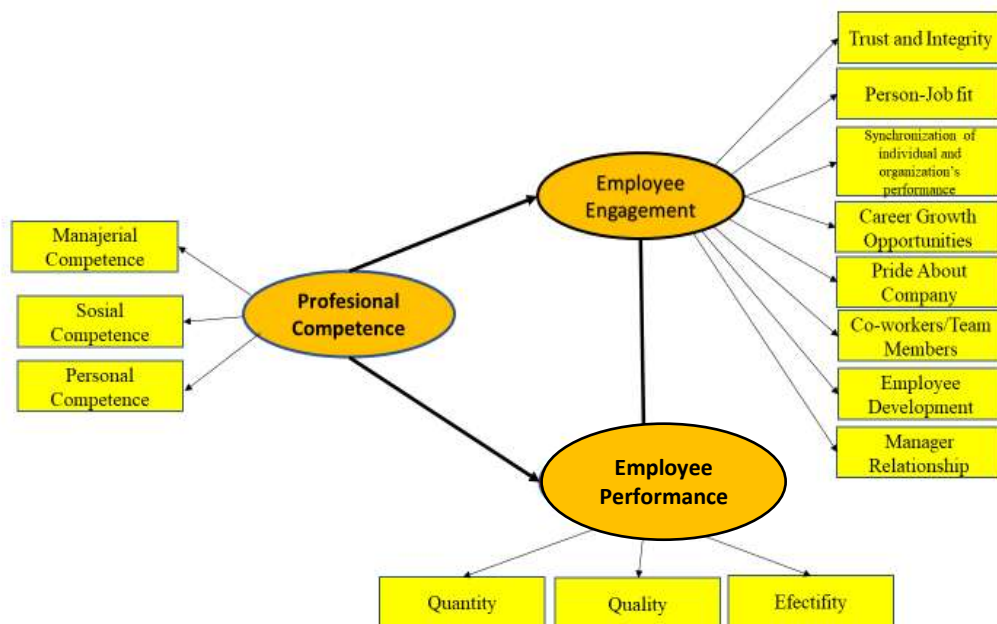 Trust and Integrity
Person-Job fit
Synchronization of
individual and
organization's
performance
Career Growth
Opportunities
Pride About
Company
Co-workers/Team
Members
Employee
Development
Manager
Relationship
Employee
Engagement
Manajerial
Competence
Sosial
Competence
Personal
Competence
Profesional
Competence
Employee
Performance
Quantity
Quality
Efectifity